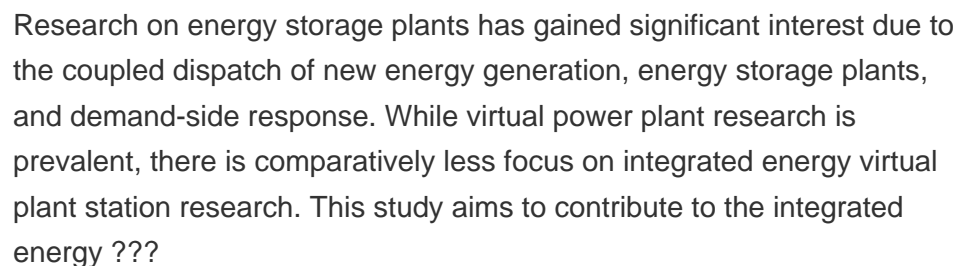 Research on energy storage plants has gained significant interest due to
the coupled dispatch of new energy generation, energy storage plants,
and demand-side response. While virtual power plant research is
prevalent, there is comparatively less focus on integrated energy virtual
plant station research. This study aims to contribute to the integrated
energy ???